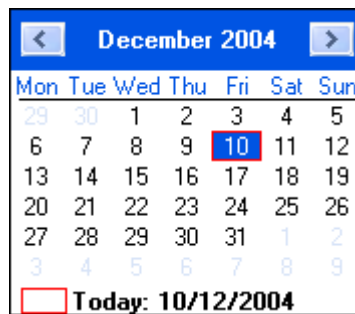 December 2004
Mon Tue Wed Thu Fri Sat Sun
29 30 1 2 3 4 5
6 7 8 9 10 11 12
13 14 15 16 17 18 19
20 21 22 23 24 25 26
27 28 29 30 31 1 2
3 4 5 6 7 8 9
Today: 10/12/2004